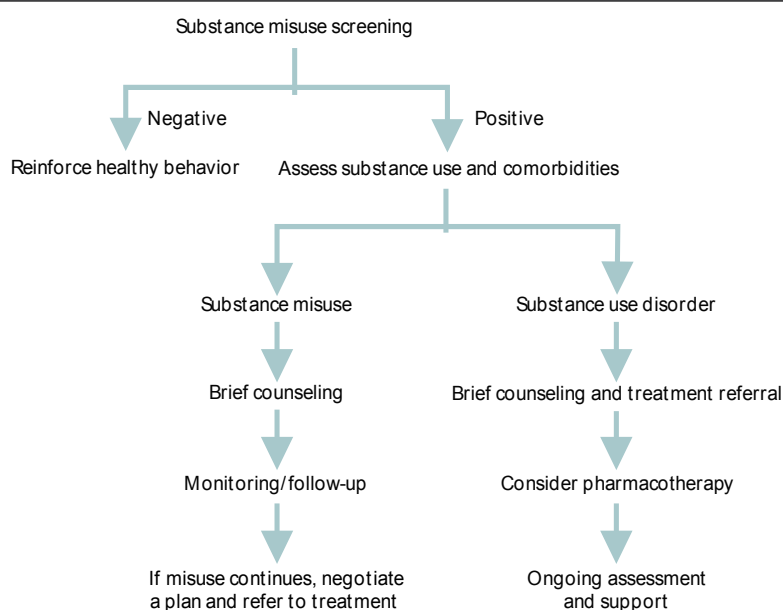 Substance misuse screening
Negative
Positive
Reinforce healthy behavior
Assess substance use and comorbidities
Substance misuse
Substance use disorder
Brief counseling
Brief counseling and treatment referral
Monitoring/follow-up
Consider pharmacotherapy
If misuse continues, negotiate
a plan and refer to treatment
Ongoing assessment
and support